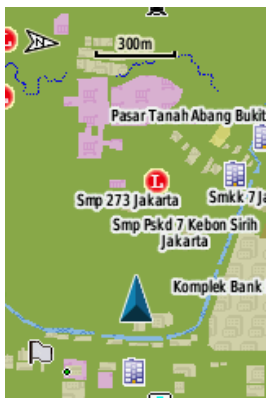 N
300m
Pasar Tanah Abang Bukit
L
L
L
Smp 273 Jakarta
Smkk 7 Ja
Smp Pskd 7 Kebon Sirih
Jakarta
Komplek Bank